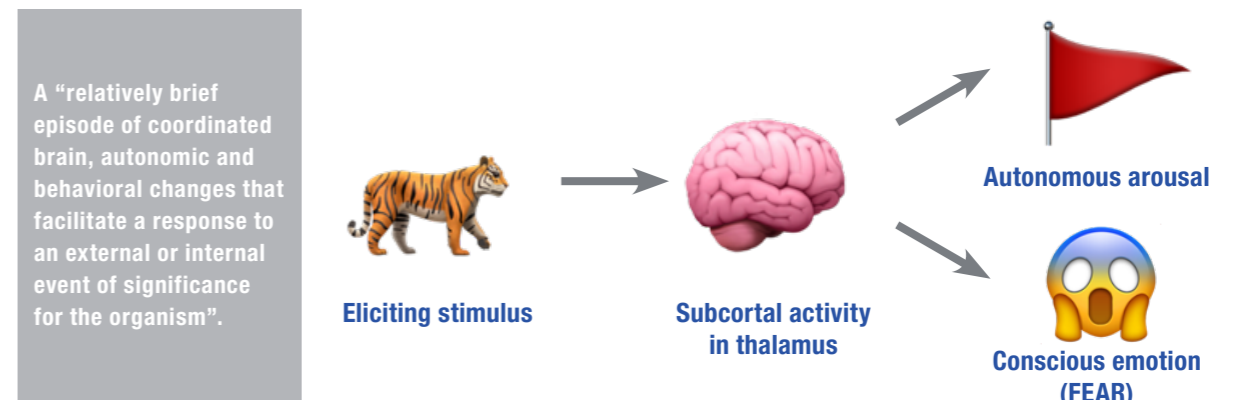 A “relatively brief
episode of coordinated
brain, autonomic and
behavioral changes that
facilitate a response to
an external or internal
event of significance
for the organism”.
Eliciting stimulus
Subcortal activity
in thalamus
Autonomous arousal
Conscious emotion
(FEAR)